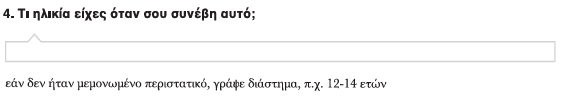 4. Τι ηλικία είχες όταν σου συνέβη αυτό;
εάν δεν ήταν μεμονωμένο περιστατικό, γράψε διάστημα, π.χ. 12-14 ετών